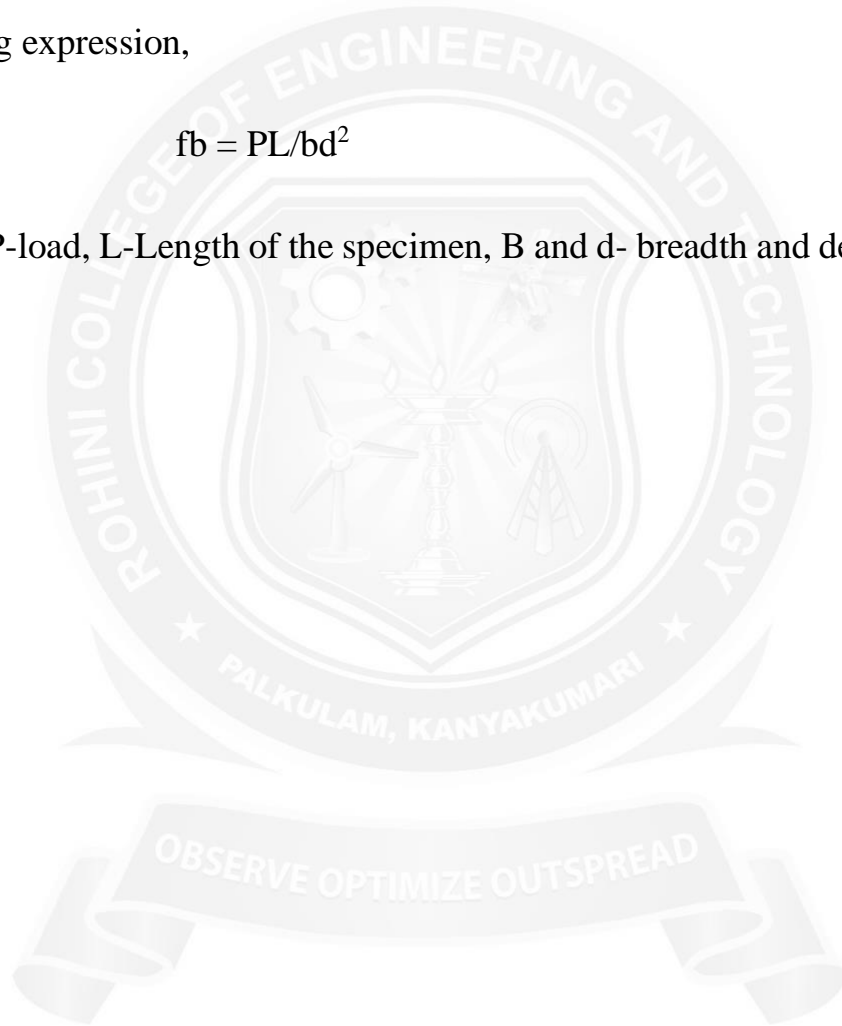 g expression,
fb = PL/bd²
P-load, L-Length of the specimen, B and d- breadth and de
ROHINI COLLEGE OF ENGINEERING AND TECHNOLOGY
PALKULAM, KANYAKUMARI
OBSERVE OPTIMIZE OUTSPREAD